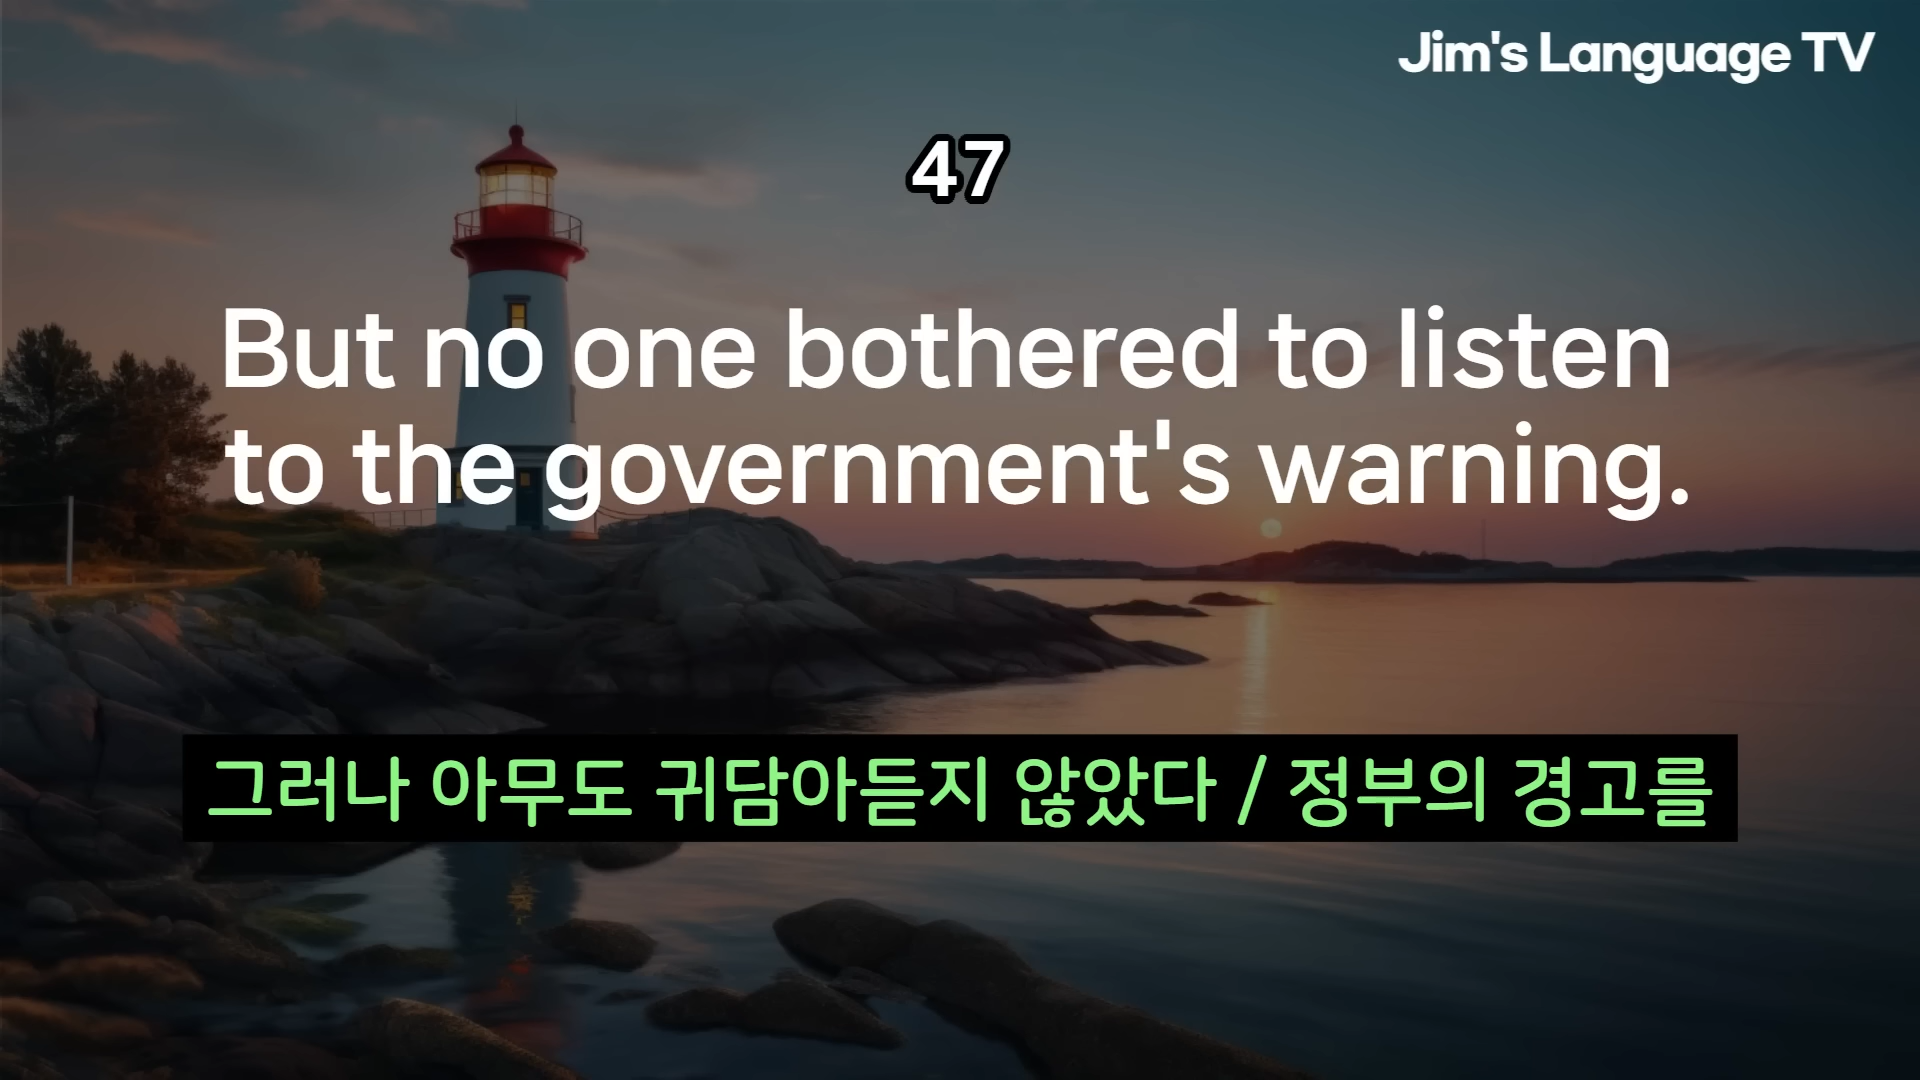 Jim's Language TV
47
But no one bothered to listen
to the government's warning.
그러나 아무도 귀담아듣지 않았다 / 정부의 경고를